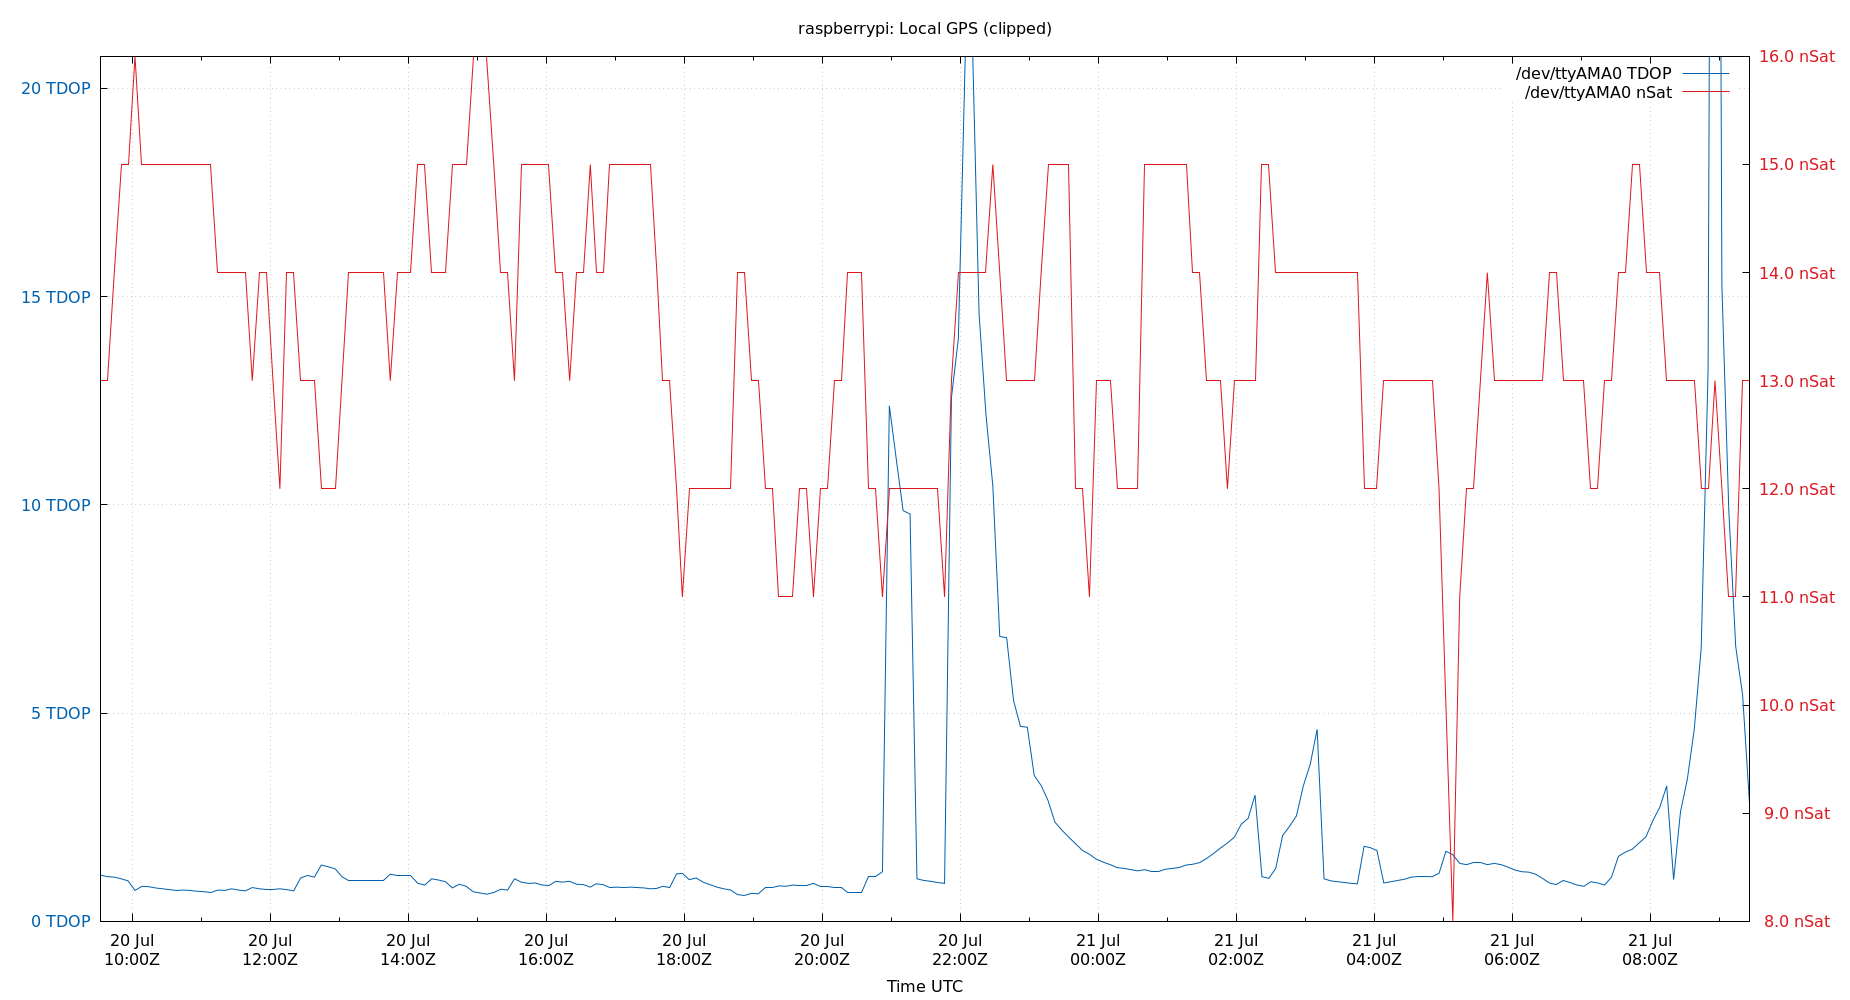 raspberrypi: Local GPS (clipped)
/dev/ttyAMA0 TDOP
/dev/ttyAMA0 nSat
20 TDOP
15 TDOP
10 TDOP
5 TDOP
0 TDOP
16.0 nSat
15.0 nSat
14.0 nSat
13.0 nSat
12.0 nSat
11.0 nSat
10.0 nSat
9.0 nSat
8.0 nSat
20 Jul 20 Jul 20 Jul 20 Jul 20 Jul 20 Jul 20 Jul 21 Jul 21 Jul 21 Jul 21 Jul 21 Jul
10:00Z 12:00Z 14:00Z 16:00Z 18:00Z 20:00Z 22:00Z 00:00Z 02:00Z 04:00Z 06:00Z 08:00Z
Time UTC